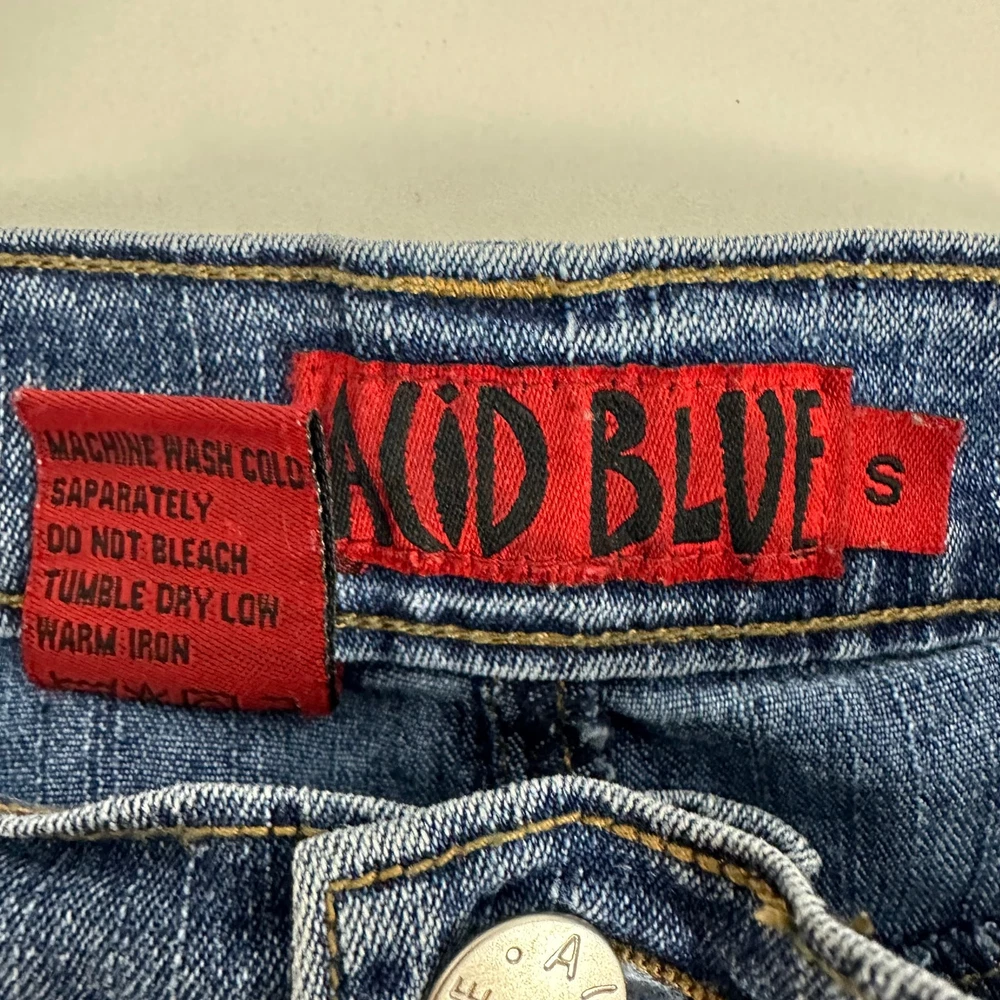 ACiD BLUE
S
MACHINE WASH COLD
SAPARATELY
DO NOT BLEACH
TUMBLE DRY LOW
WARM IRON